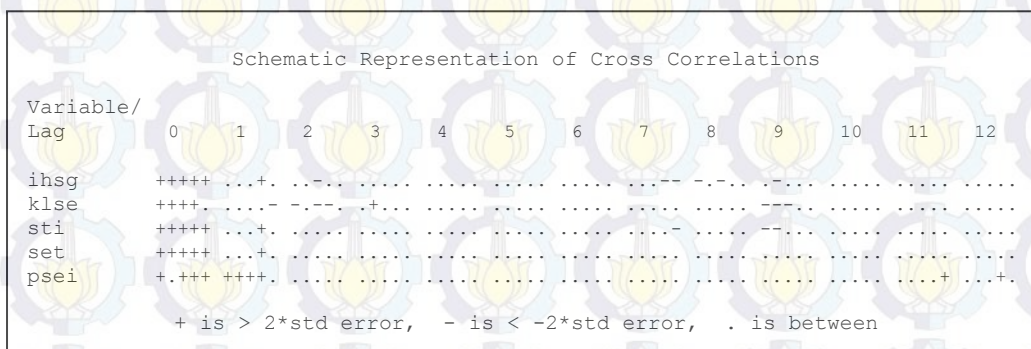 Schematic Representation of Cross Correlations
Variable/
Lag 0 1 2 3 4 5 6 7 8 9 10 11 12
ihsg +++++ ...+. ..-.. ..... ..... ..... ..... ...-- -.-.. .-... ..... ..... .....
klse ++++. ....- -.--. .+... ..... ..... ..... ..... ..... ---.. ..... ..... .....
sti +++++ ...+. ..... ..... ..... ..... ..... ...-. ..... --... ..... ..... .....
set +++++ ...+. ..... ..... ..... ..... ..... ..... ..... ..... ..... ..... .....
psei +.+++ ++++. ..... ..... ..... ..... ..... ..... ..... ..... ..... ....+ ...+.
+ is > 2*std error, - is < -2*std error, . is between